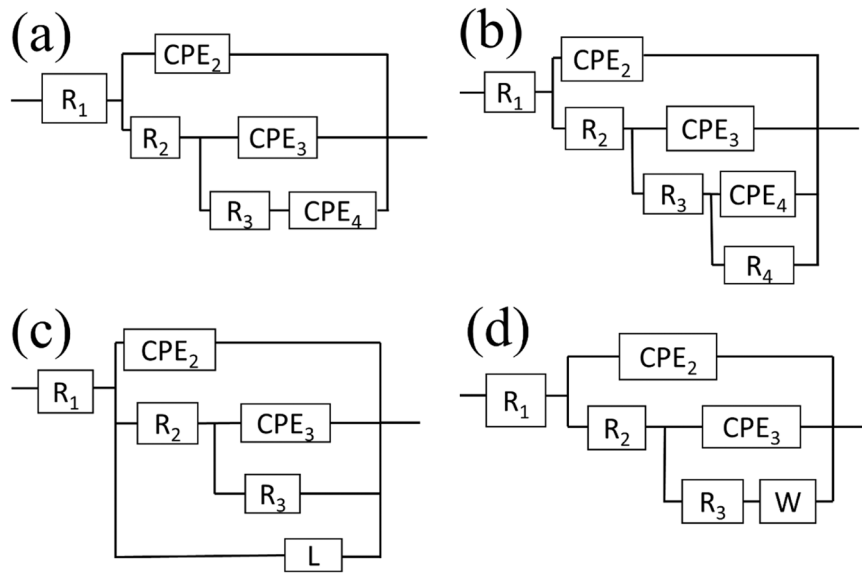 (a)
CPE₂
R₁
R₂
CPE₃
R₃
CPE₄
(b)
CPE₂
R₁
R₂
CPE₃
R₃
CPE₄
R₄
(c)
CPE₂
R₁
R₂
CPE₃
R₃
L
(d)
CPE₂
R₁
R₂
CPE₃
R₃
W